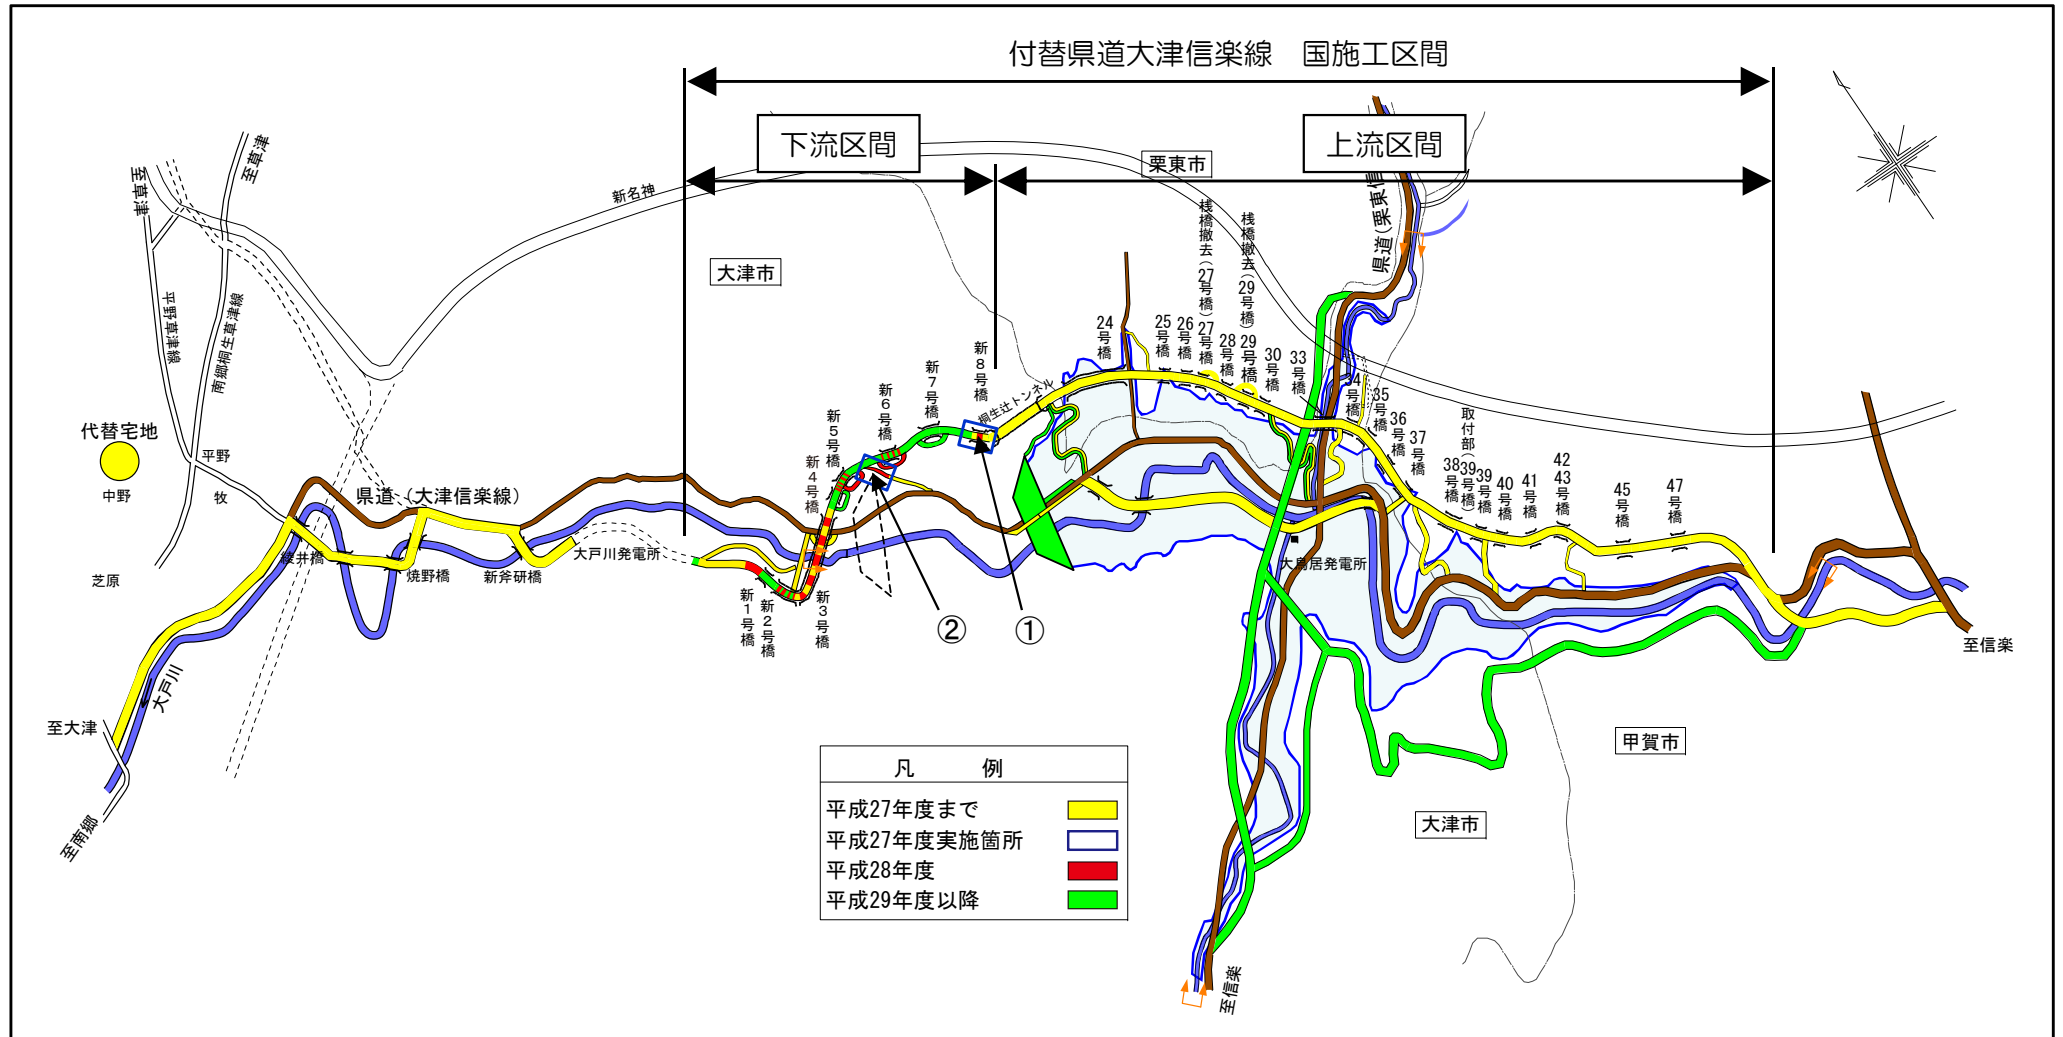 付替県道大津信楽線　国施工区間
下流区間
上流区間
栗東市
新名神
大津市
至草津
至草津
平野草津線
南郷桐生草津線
代替宅地
中野
平野
牧
芝原
県道（大津信楽線）
綾井橋
焼野橋
新斧研橋
大戸川発電所
大戸川
至大津
至南郷
新1号橋
新2号橋
新3号橋
新4号橋
新5号橋
新6号橋
新7号橋
新8号橋
桐生辻トンネル
②
①
24号橋
25号橋
26号橋
桟橋撤去（27号橋）
27号橋
28号橋
桟橋撤去（29号橋）
29号橋
30号橋
33号橋
34号橋
35号橋
36号橋
37号橋
38号橋
取付部（39号橋）
39号橋
40号橋
41号橋
42
43号橋
45号橋
47号橋
県道（栗東信
大鳥居発電所
至信楽
甲賀市
大津市
至信楽
凡　例
平成27年度まで
平成27年度実施箇所
平成28年度
平成29年度以降